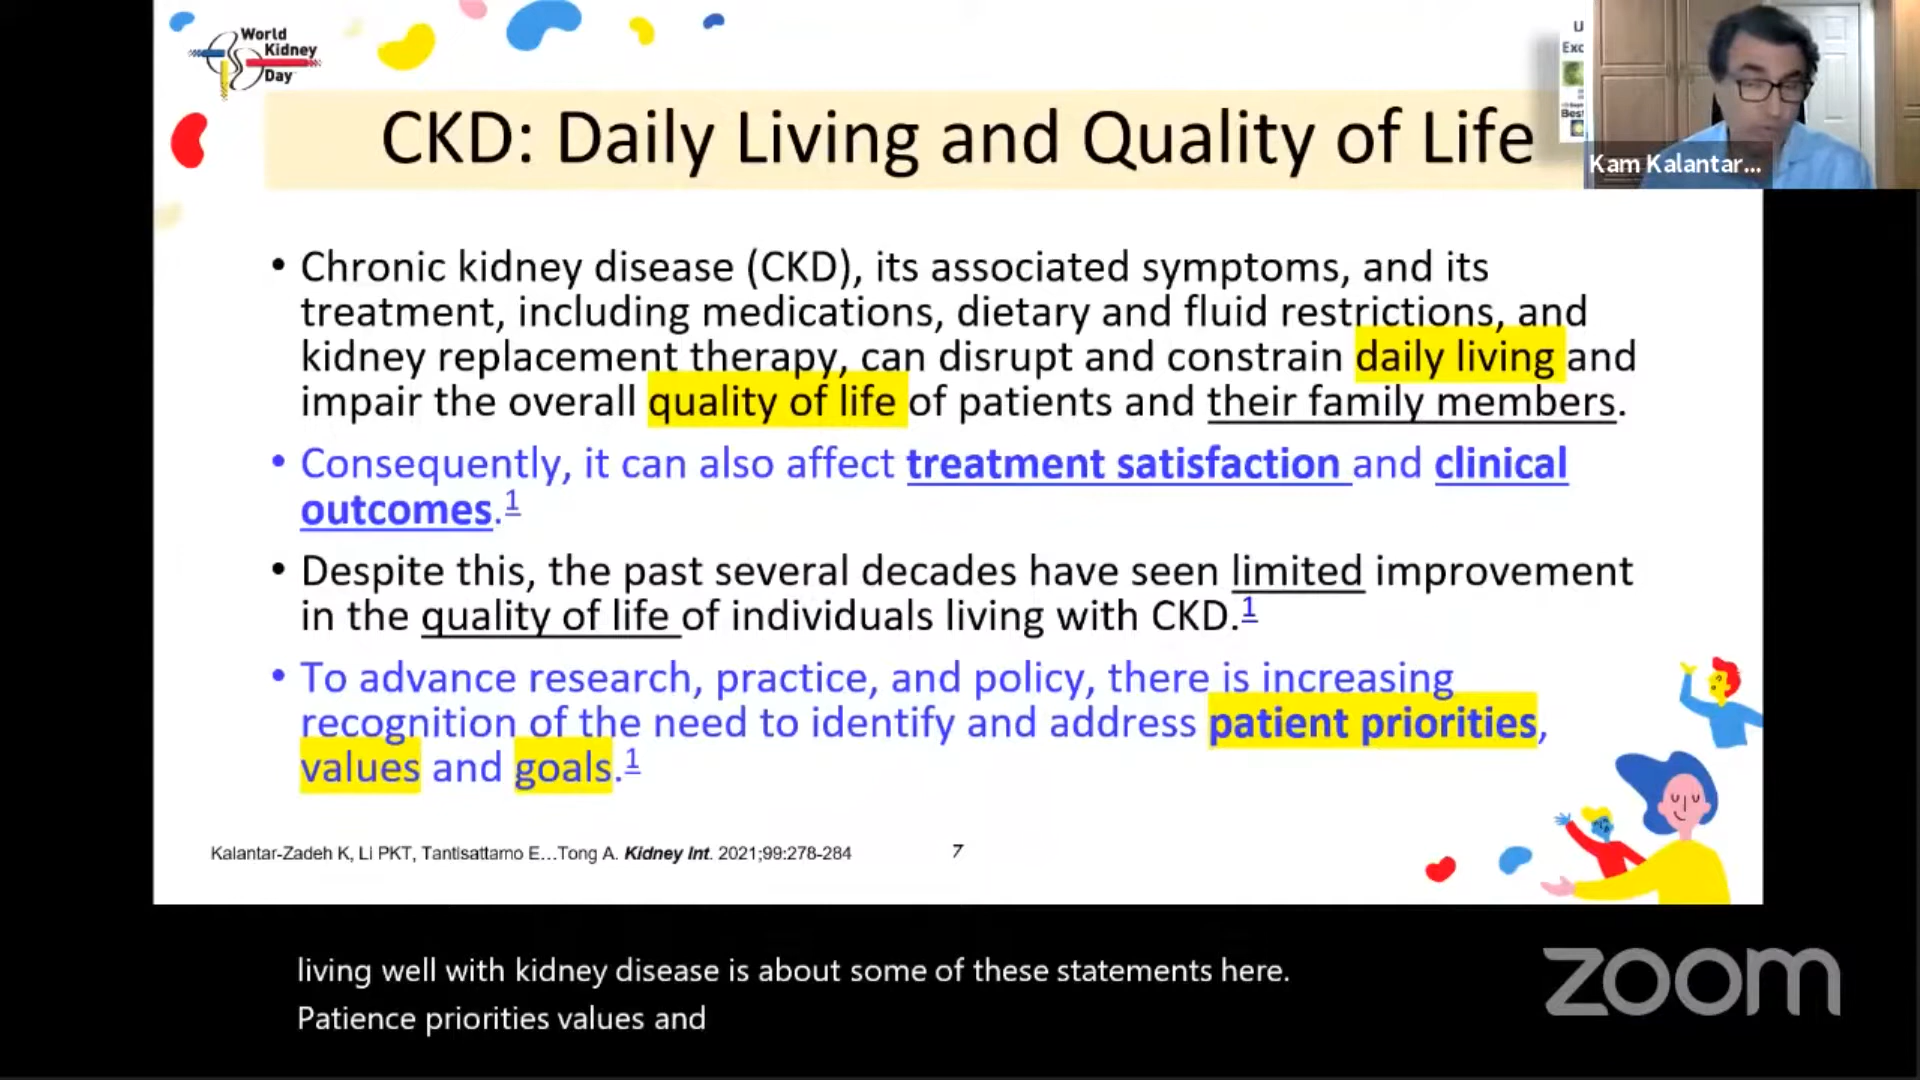 World
Kidney
Day
CKD: Daily Living and Quality of Life
U
Exc
Best
Kam Kalantar...
• Chronic kidney disease (CKD), its associated symptoms, and its
treatment, including medications, dietary and fluid restrictions, and
kidney replacement therapy, can disrupt and constrain daily living and
impair the overall quality of life of patients and their family members.
• Consequently, it can also affect treatment satisfaction and clinical
outcomes.1
• Despite this, the past several decades have seen limited improvement
in the quality of life of individuals living with CKD.1
• To advance research, practice, and policy, there is increasing
recognition of the need to identify and address patient priorities,
values and goals.1
Kalantar-Zadeh K, Li PKT, Tantisattamo E...Tong A. Kidney Int. 2021;99:278-284
7
living well with kidney disease is about some of these statements here.
Patience priorities values and
zoom